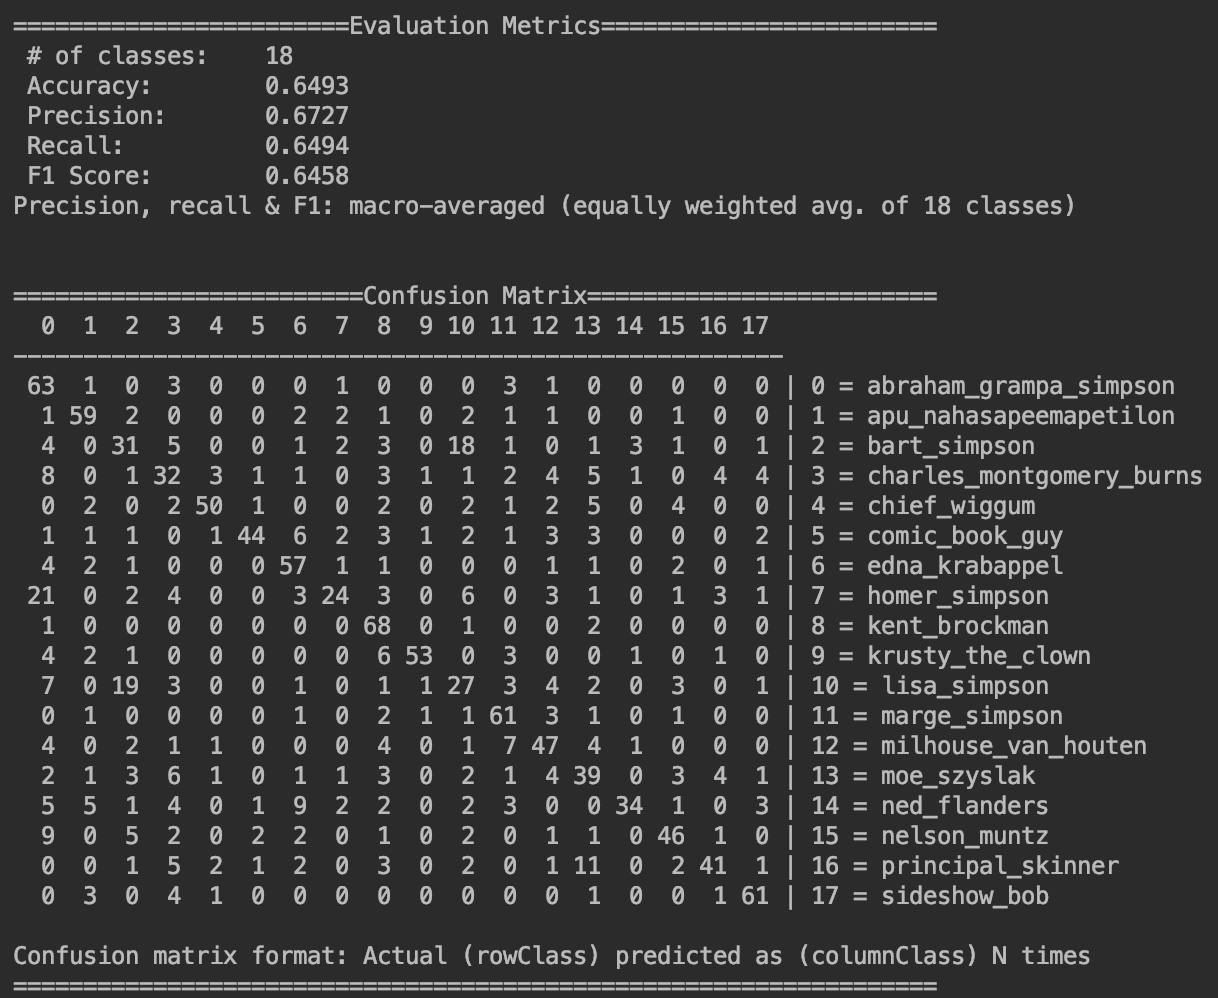 ========================Evaluation Metrics========================
# of classes:    18
Accuracy:        0.6493
Precision:       0.6727
Recall:          0.6494
F1 Score:        0.6458
Precision, recall & F1: macro-averaged (equally weighted avg. of 18 classes)
=========================Confusion Matrix=========================
  0  1  2  3  4  5  6  7  8  9 10 11 12 13 14 15 16 17
-------------------------------------------------------
 63  1  0  3  0  0  0  1  0  0  0  3  1  0  0  0  0  0 | 0 = abraham_grampa_simpson
  1 59  2  0  0  0  2  2  1  0  2  1  1  0  0  1  0  0 | 1 = apu_nahasapeemapetilon
  4  0 31  5  0  0  1  2  3  0 18  1  0  1  3  1  0  1 | 2 = bart_simpson
  8  0  1 32  3  1  1  0  3  1  1  2  4  5  1  0  4  4 | 3 = charles_montgomery_burns
  0  2  0  2 50  1  0  0  2  0  2  1  2  5  0  4  0  0 | 4 = chief_wiggum
  1  1  1  0  1 44  6  2  3  1  2  1  3  3  0  0  0  2 | 5 = comic_book_guy
  4  2  1  0  0  0 57  1  1  0  0  0  1  1  0  2  0  1 | 6 = edna_krabappel
 21  0  2  4  0  0  3 24  3  0  6  0  3  1  0  1  3  1 | 7 = homer_simpson
  1  0  0  0  0  0  0  0 68  0  1  0  0  2  0  0  0  0 | 8 = kent_brockman
  4  2  1  0  0  0  0  0  6 53  0  3  0  0  1  0  1  0 | 9 = krusty_the_clown
  7  0 19  3  0  0  1  0  1  1 27  3  4  2  0  3  0  1 | 10 = lisa_simpson
  0  1  0  0  0  0  1  0  2  1  1 61  3  1  0  1  0  0 | 11 = marge_simpson
  4  0  2  1  1  0  0  0  4  0  1  7 47  4  1  0  0  0 | 12 = milhouse_van_houten
  2  1  3  6  1  0  1  1  3  0  2  1  4 39  0  3  4  1 | 13 = moe_szyslak
  5  5  1  4  0  1  9  2  2  0  2  3  0  0 34  1  0  3 | 14 = ned_flanders
  9  0  5  2  0  2  2  0  1  0  2  0  1  1  0 46  1  0 | 15 = nelson_muntz
  0  0  1  5  2  1  2  0  3  0  2  0  1 11  0  2 41  1 | 16 = principal_skinner
  0  3  0  4  1  0  0  0  0  0  0  0  0  1  0  0  1 61 | 17 = sideshow_bob
Confusion matrix format: Actual (rowClass) predicted as (columnClass) N times
==================================================================